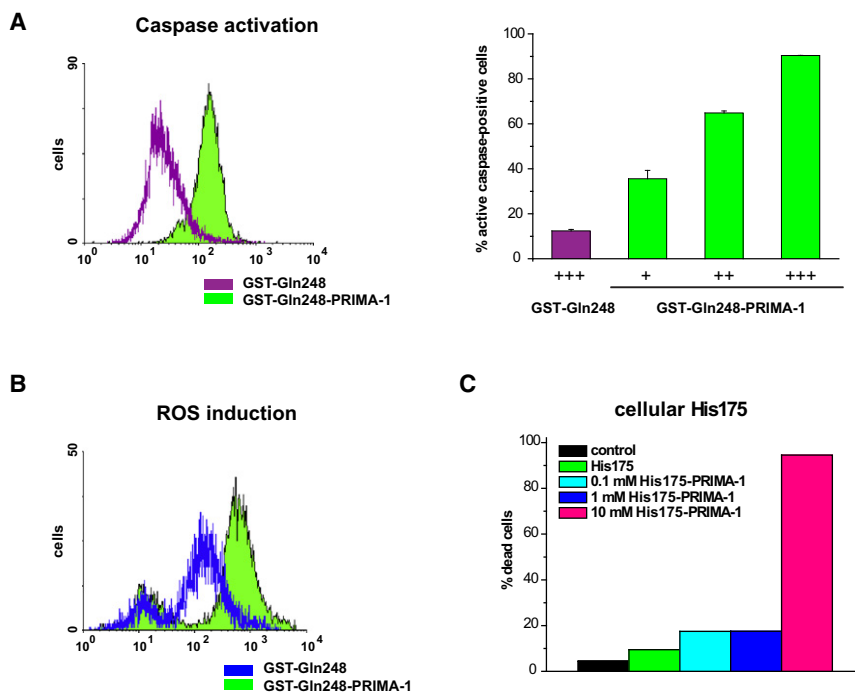 A
Caspase activation
90
cells
0
10^0 10^1 10^2 10^3 10^4
GST-Gln248
GST-Gln248-PRIMA-1
100
80
60
40
20
0
% active caspase-positive cells
+++ + ++ +++
GST-Gln248 GST-Gln248-PRIMA-1
B
ROS induction
50
cells
0
10^0 10^1 10^2 10^3 10^4
GST-Gln248
GST-Gln248-PRIMA-1
C
cellular His175
100
80
60
40
20
0
% dead cells
control
His175
0.1 mM His175-PRIMA-1
1 mM His175-PRIMA-1
10 mM His175-PRIMA-1